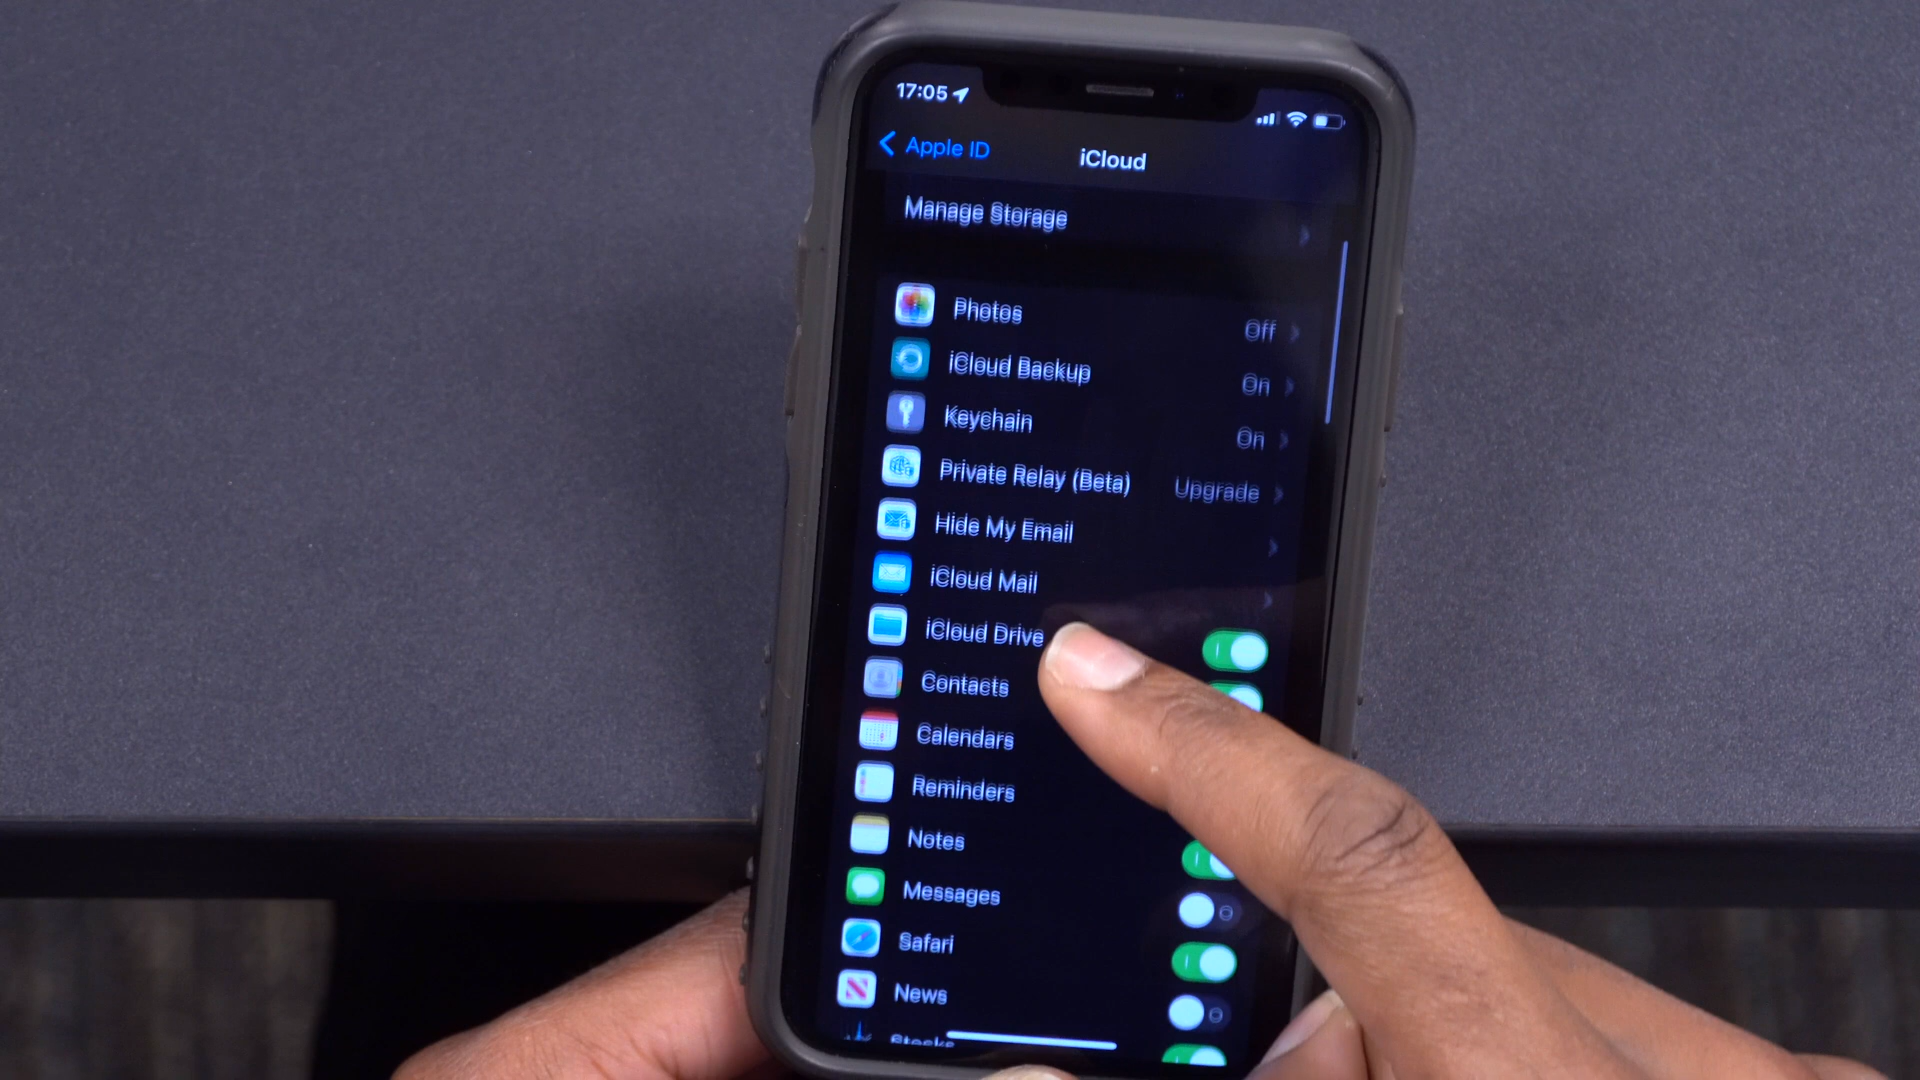 17:05
Apple ID
iCloud
Manage Storage
Photos Off
iCloud Backup On
Keychain On
Private Relay (Beta) Upgrade
Hide My Email
iCloud Mail
iCloud Drive
Contacts
Calendars
Reminders
Notes
Messages
Safari
News
Stocks